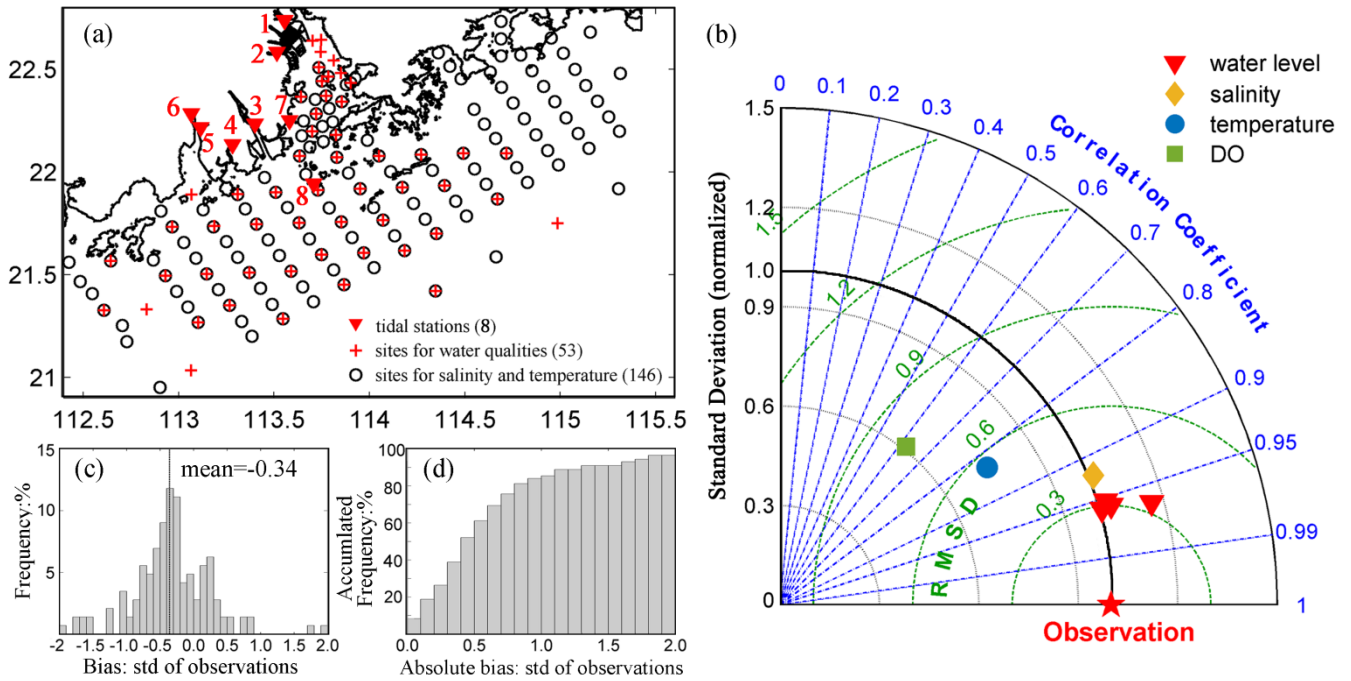 (a)
22.5
22
21.5
21
1
2
3
4
5
6
7
8
tidal stations (8)
sites for water qualities (53)
sites for salinity and temperature (146)
112.5 113 113.5 114 114.5 115 115.5
(b)
water level
salinity
temperature
DO
Standard Deviation (normalized)
1.5
1.2
1.0
0.9
0.6
0.3
0
0 0.1 0.2 0.3 0.4 0.5 0.6 0.7 0.8 0.9 0.95 0.99 1
Correlation Coefficient
1.5
1.2
0.9
0.6
0.3
RMSD
Observation
(c)
mean=-0.34
Frequency:%
15
10
5
-2 -1.5 -1.0 -0.5 0.0 0.5 1.0 1.5 2.0
Bias: std of observations
(d)
Accumlated
Frequency:%
100
80
60
40
20
0.0 0.5 1.0 1.5 2.0
Absolute bias: std of observations